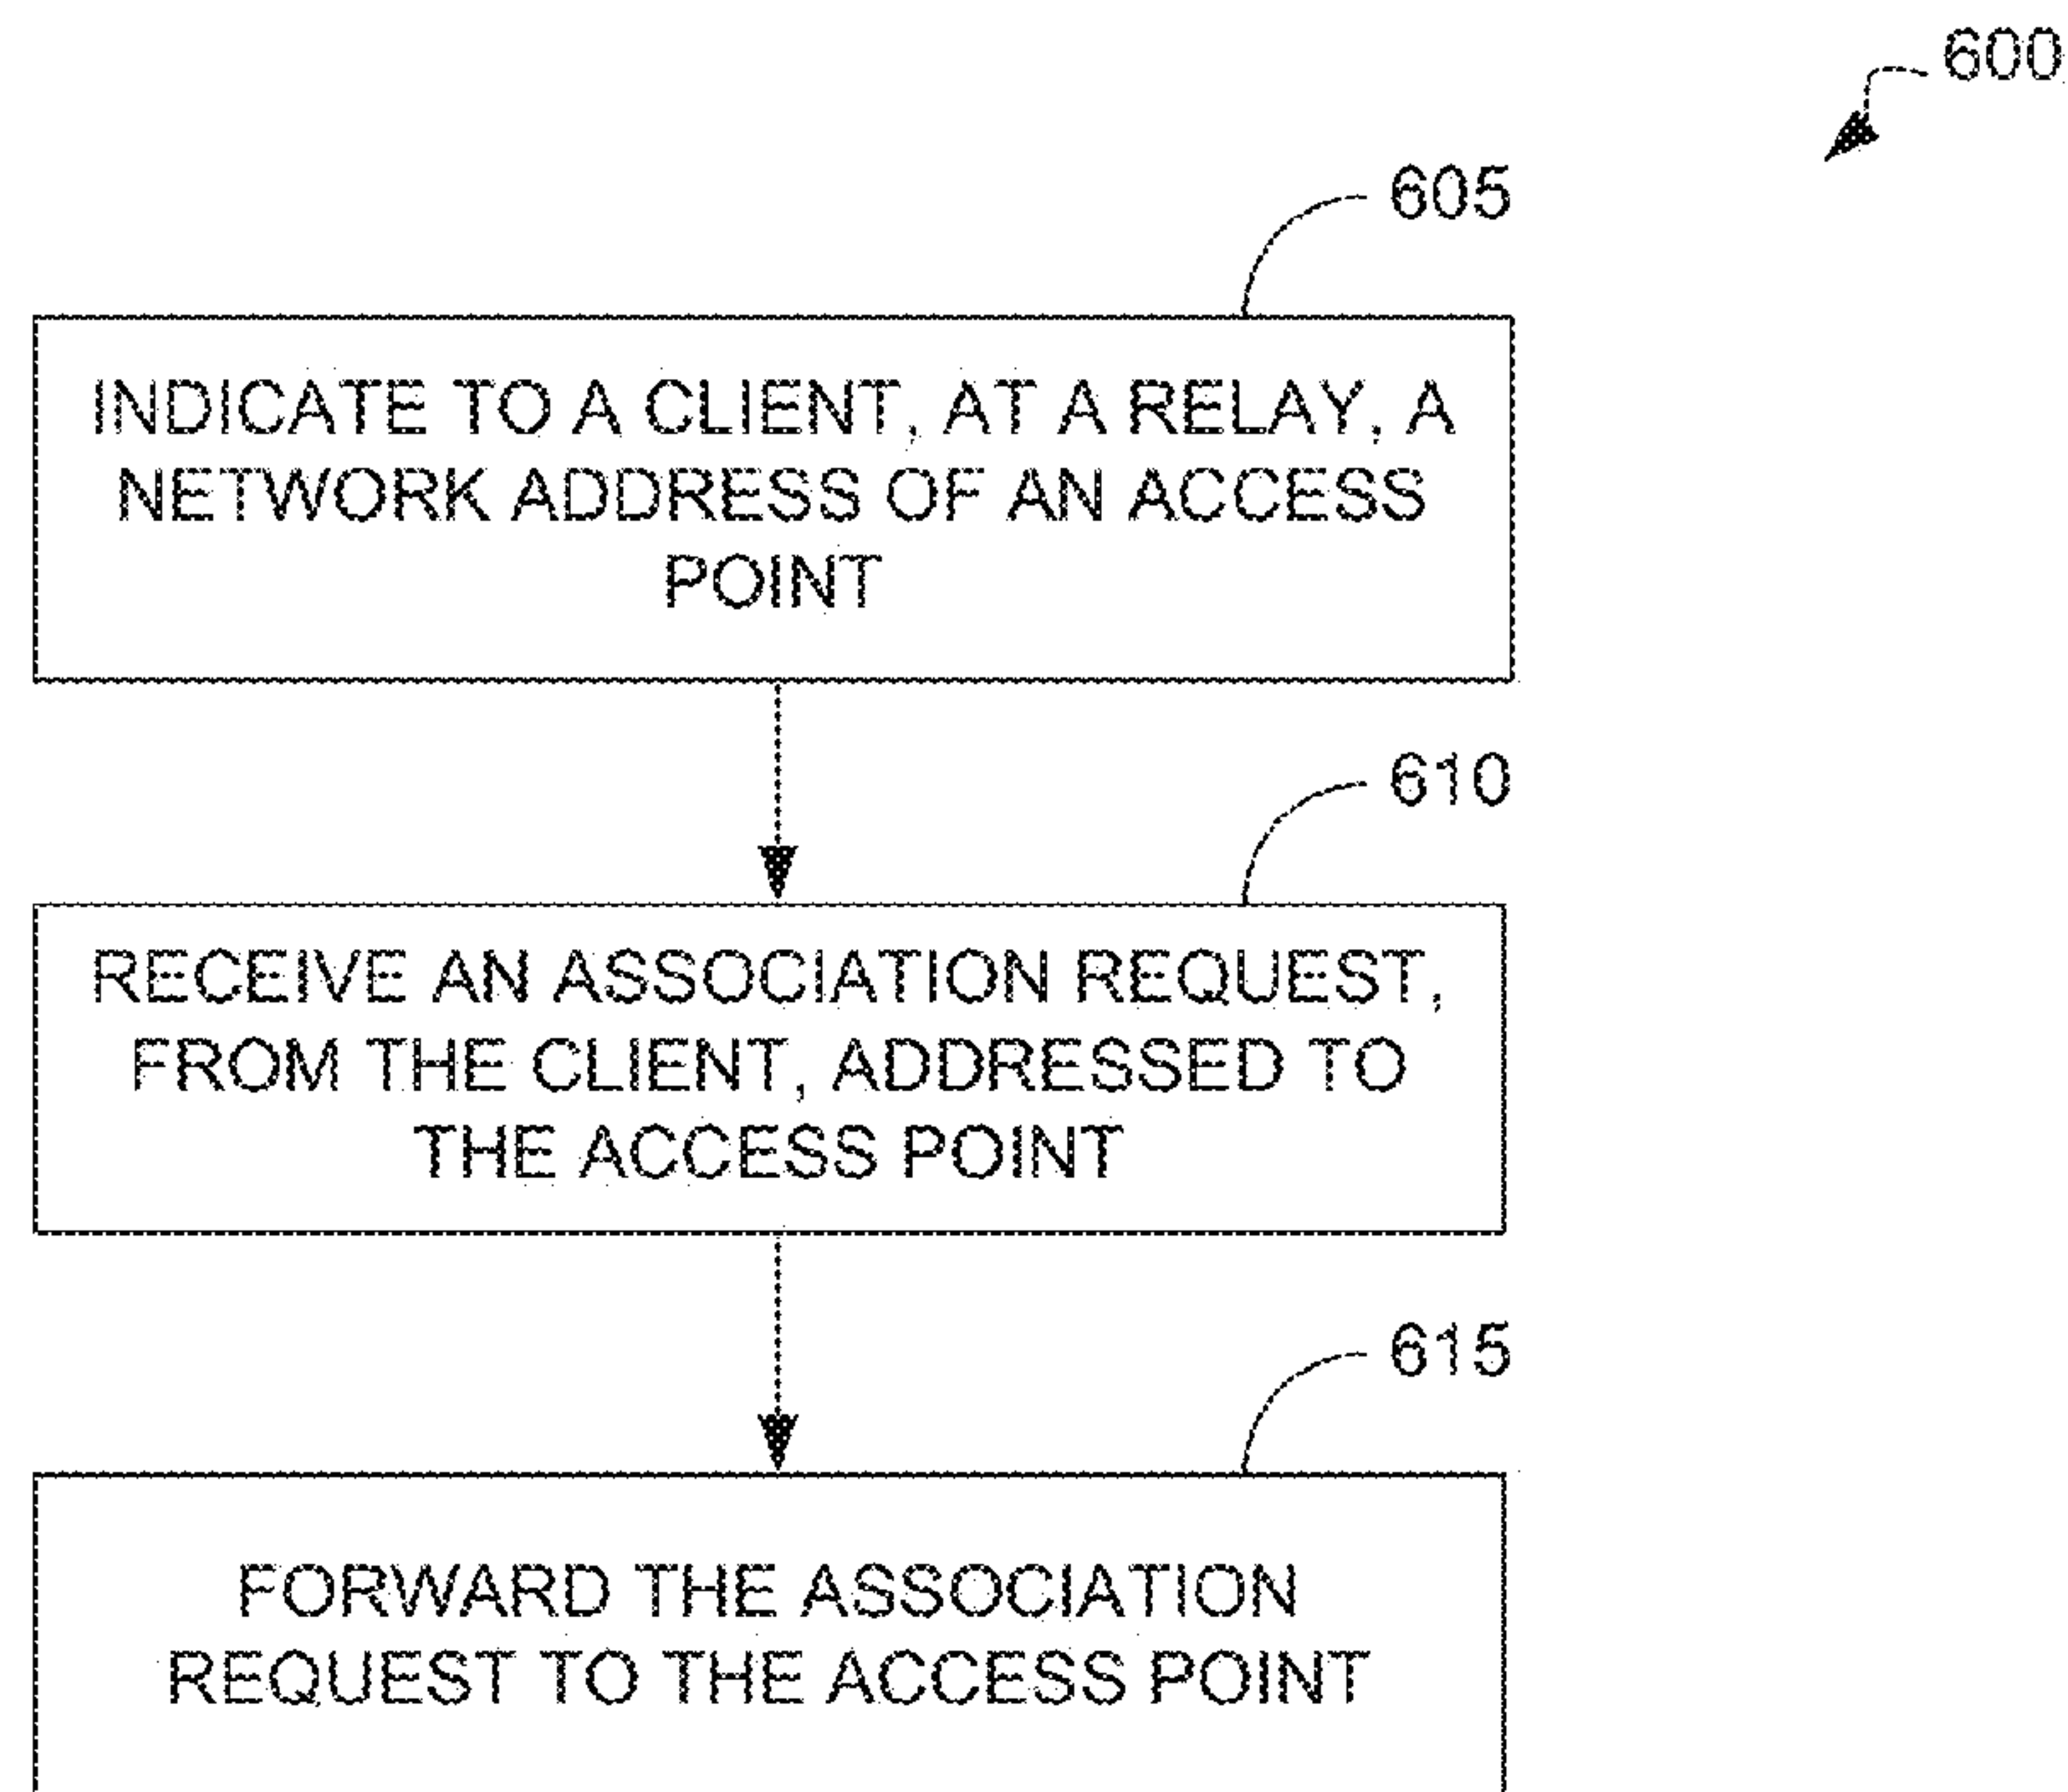 600
605
INDICATE TO A CLIENT, AT A RELAY, A
NETWORK ADDRESS OF AN ACCESS
POINT
610
RECEIVE AN ASSOCIATION REQUEST,
FROM THE CLIENT, ADDRESSED TO
THE ACCESS POINT
615
FORWARD THE ASSOCIATION
REQUEST TO THE ACCESS POINT